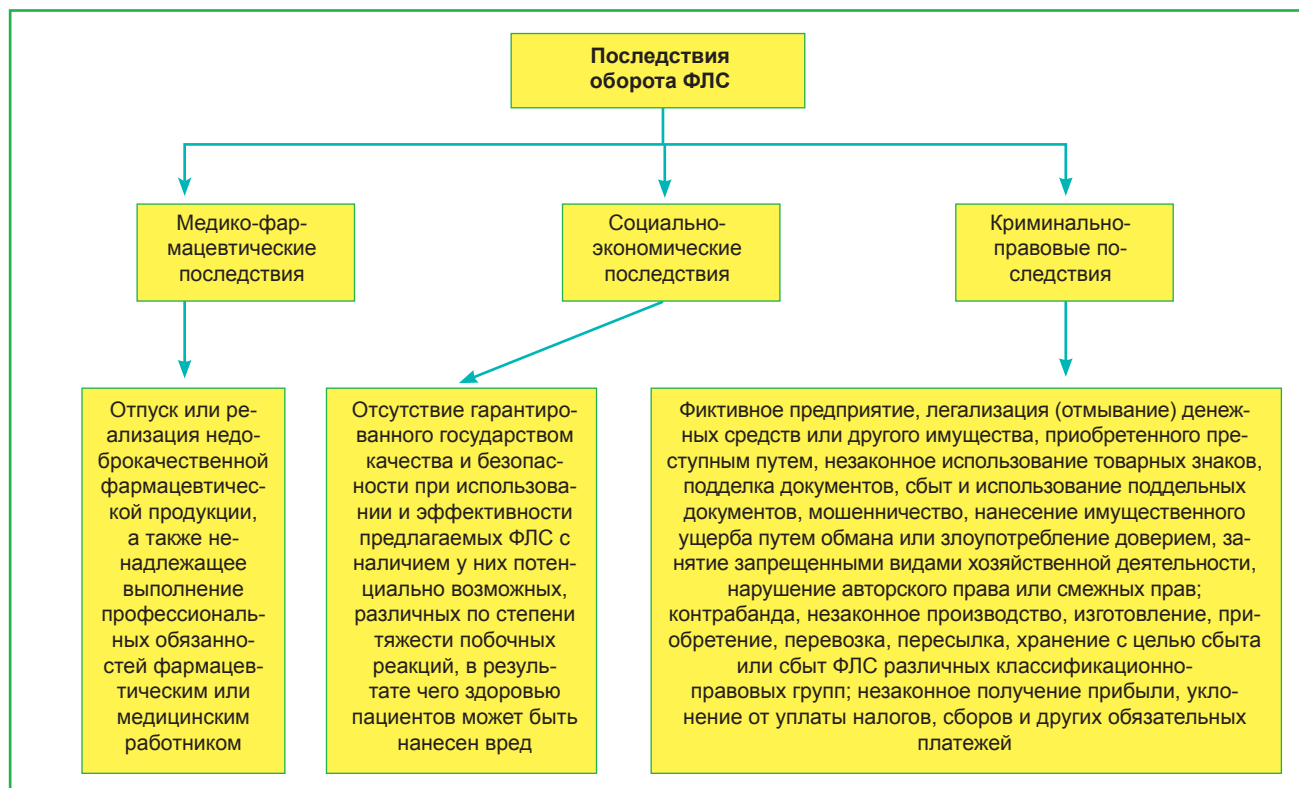 Последствия
оборота ФЛС
Медико-фар-
мацевтические
последствия
Социально-
экономические
последствия
Криминально-
правовые по-
следствия
Отпуск или ре-
ализация недо-
брокачественной
фармацевтичес-
кой продукции,
а также не-
надлежащее
выполнение
профессиональ-
ных обязанно-
стей фармацев-
тическим или
медицинским
работником
Отсутствие гарантиро-
ванного государством
качества и безопас-
ности при использова-
нии и эффективности
предлагаемых ФЛС с
наличием у них потен-
циально возможных,
различных по степени
тяжести побочных
реакций, в резуль-
тате чего здоровью
пациентов может быть
нанесен вред
Фиктивное предприятие, легализация (отмывание) денеж-
ных средств или другого имущества, приобретенного пре-
ступным путем, незаконное использование товарных знаков,
подделка документов, сбыт и использование поддельных
документов, мошенничество, нанесение имущественного
ущерба путем обмана или злоупотребление доверием, за-
нятие запрещенными видами хозяйственной деятельности,
нарушение авторского права или смежных прав;
контрабанда, незаконное производство, изготовление, при-
обретение, перевозка, пересылка, хранение с целью сбыта
или сбыт ФЛС различных классификационно-
правовых групп; незаконное получение прибыли, укло-
нение от уплаты налогов, сборов и других обязательных
платежей